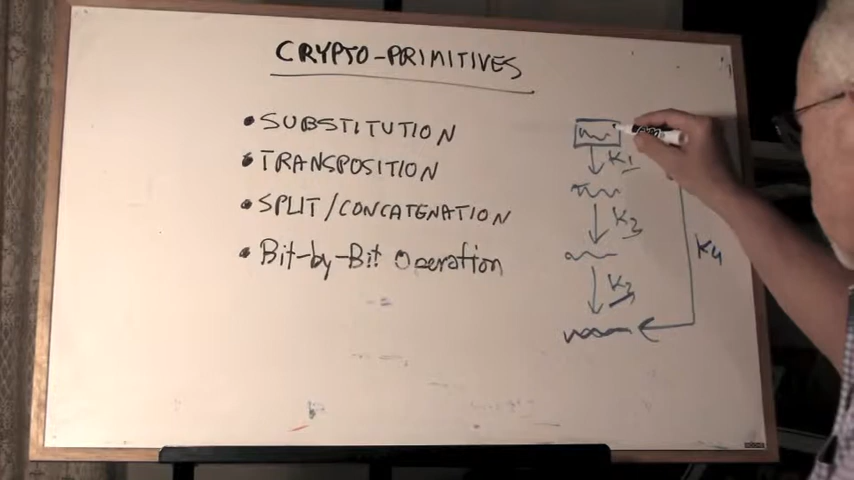 CRYPTO-PRIMITIVES
• SUBSTITUTION
• TRANSPOSITION
• SPLIT/CONCATENATION
• Bit-by-Bit Operation
K1
K2
K3
K4